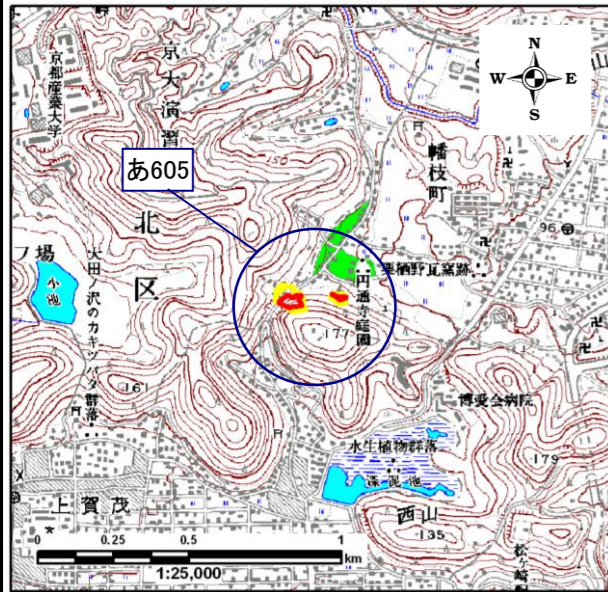 N
W E
S
京都産業大学
京大演習
あ605
150
幡枝町
北
区
96
フ場
小池
大田ノ沢のカキツバタ群落
栗栖野瓦窯跡
円通寺庭園
177
161
博愛会病院
水生植物群落
深泥池
179
上賀茂
西山
135
松ヶ崎
0 0.25 0.5 1
km
1:25,000